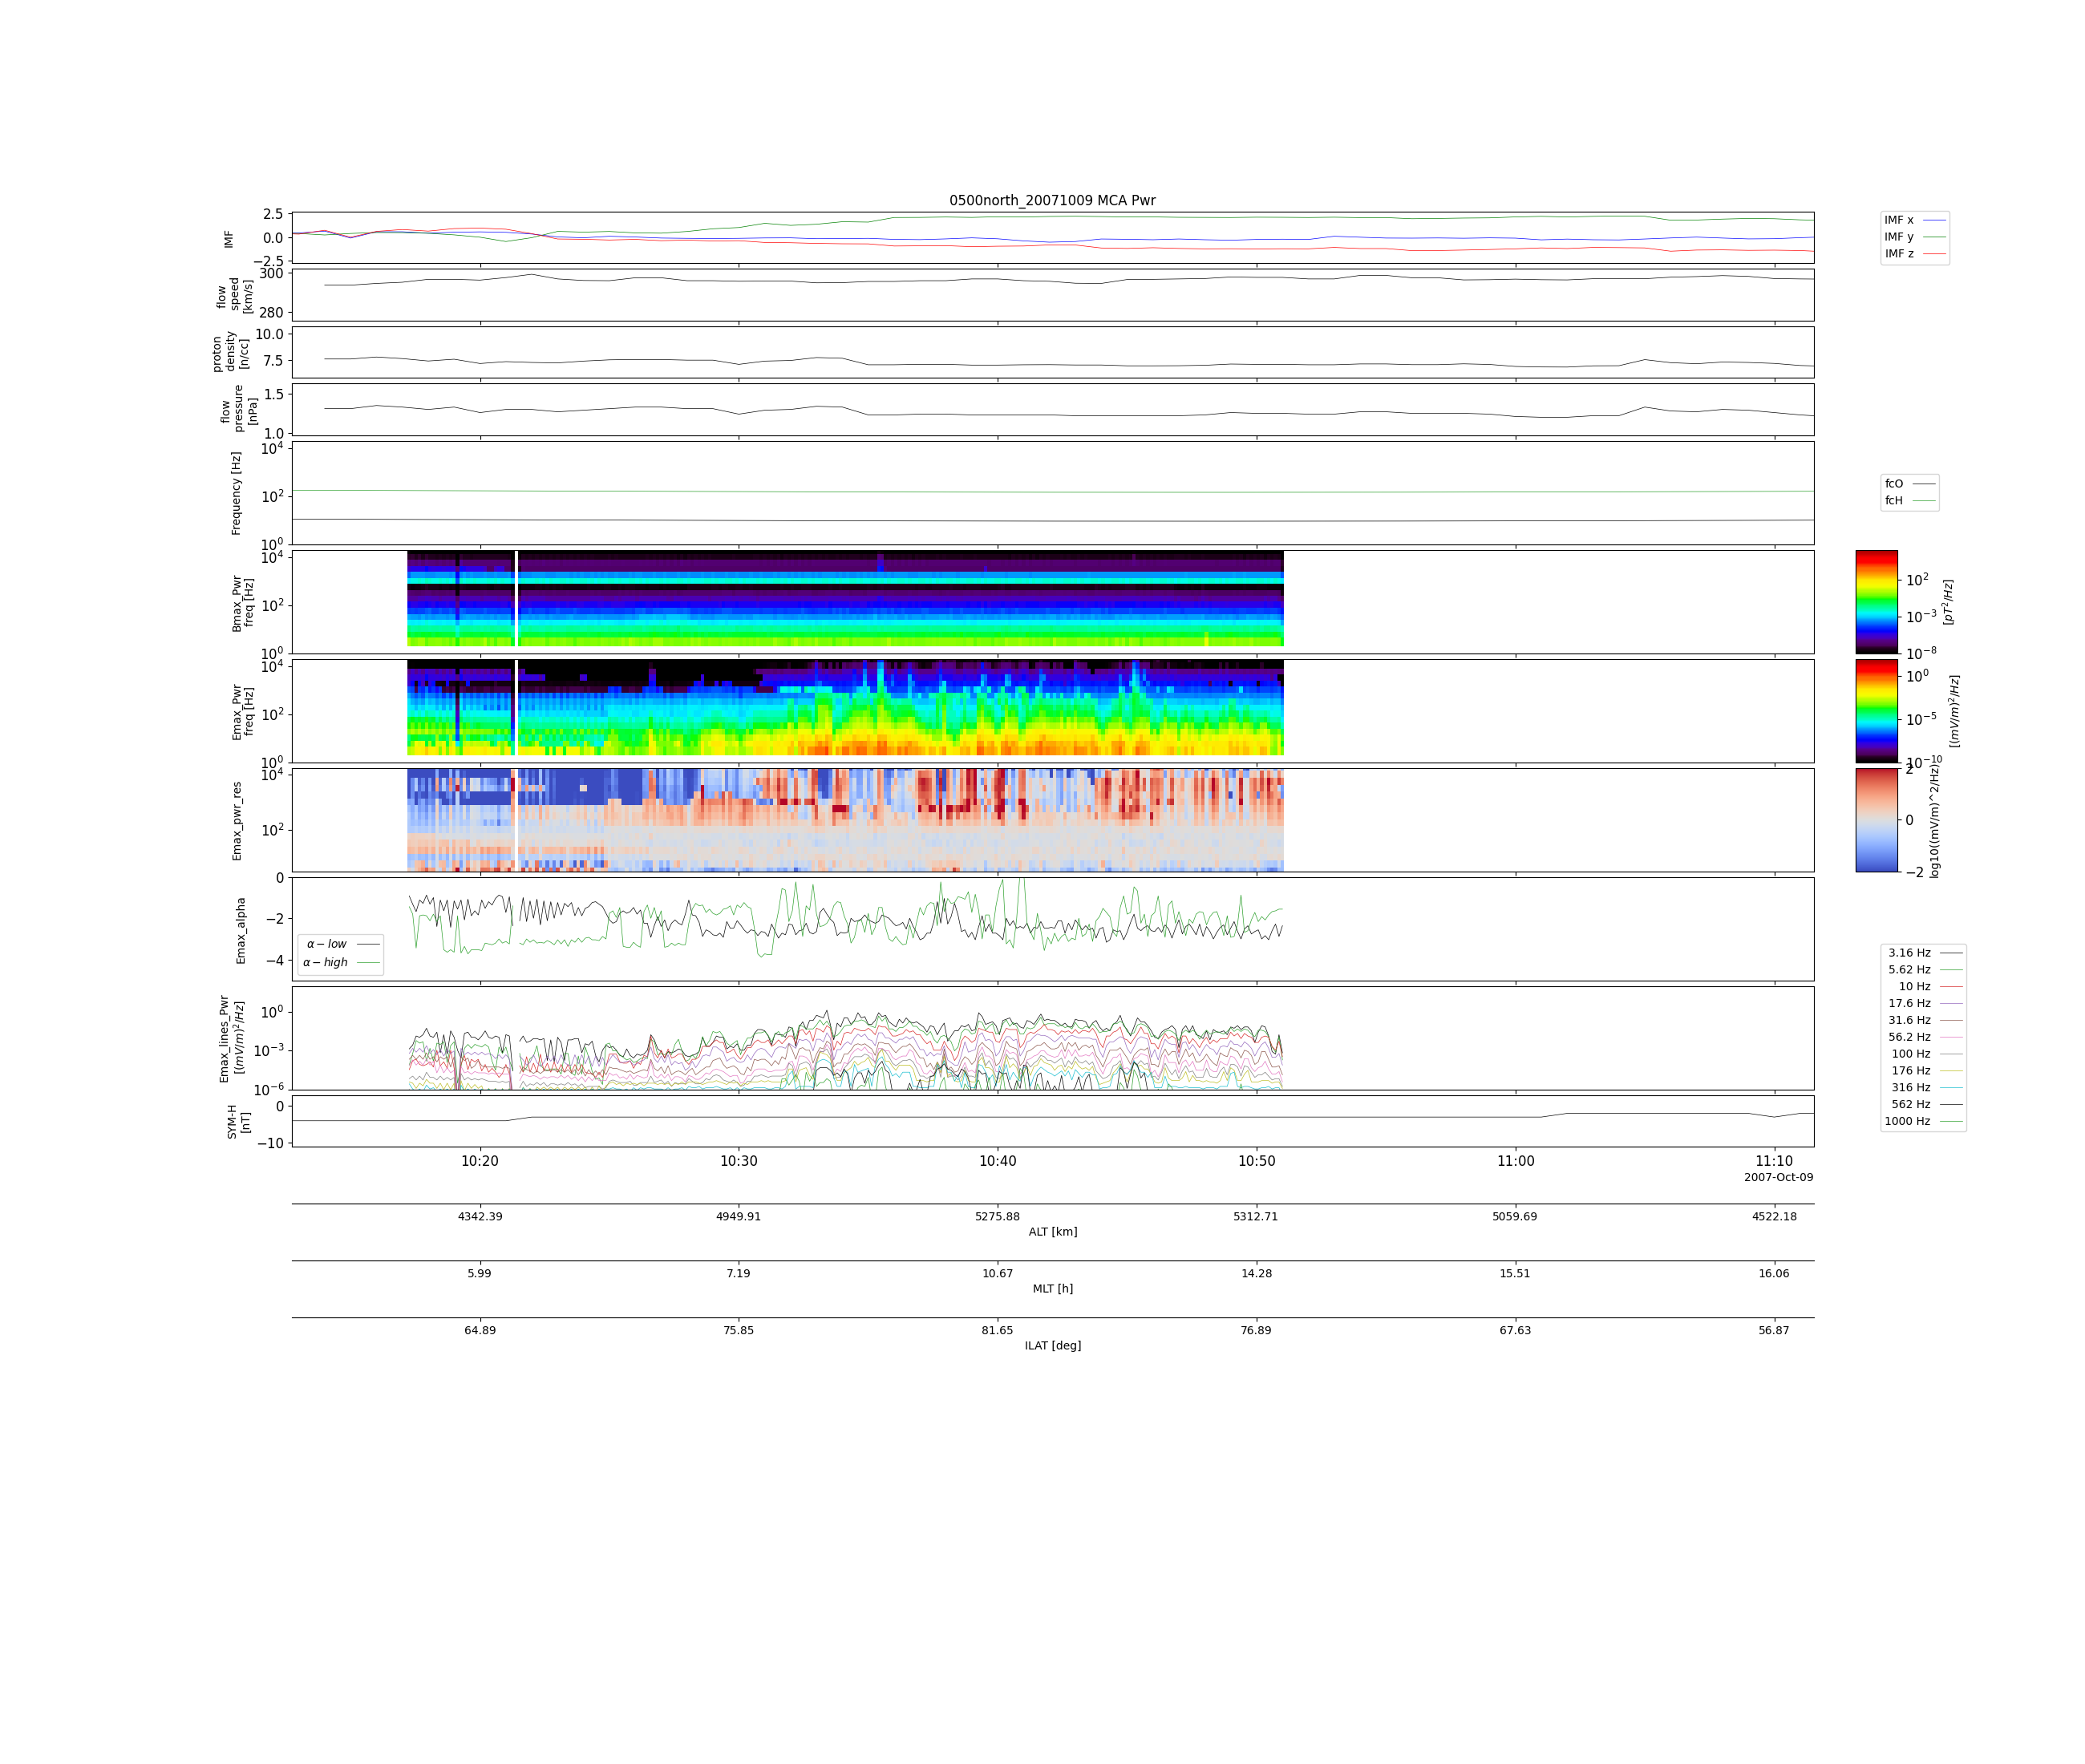 0500north_20071009 MCA Pwr
IMF
2.5
0.0
−2.5
IMF x
IMF y
IMF z
flow
speed
[km/s]
300
280
proton
density
[n/cc]
10.0
7.5
flow
pressure
[nPa]
1.5
1.0
Frequency [Hz]
10^4
10^2
10^0
fcO
fcH
Bmax_Pwr
freq [Hz]
10^4
10^2
10^0
10^2
10^−3
10^−8
[pT^2/Hz]
Emax_Pwr
freq [Hz]
10^4
10^2
10^0
10^0
10^−5
10^−10
[(mV/m)^2/Hz]
Emax_pwr_res
10^4
10^2
2
0
−2
log10((mV/m)^2/Hz)
Emax_alpha
0
−2
−4
α − low
α − high
Emax_lines_Pwr
[(mV/m)^2/Hz]
10^0
10^−3
10^−6
3.16 Hz
5.62 Hz
10 Hz
17.6 Hz
31.6 Hz
56.2 Hz
100 Hz
176 Hz
316 Hz
562 Hz
1000 Hz
SYM-H
[nT]
0
−10
10:20 10:30 10:40 10:50 11:00 11:10
2007-Oct-09
4342.39 4949.91 5275.88 5312.71 5059.69 4522.18
ALT [km]
5.99 7.19 10.67 14.28 15.51 16.06
MLT [h]
64.89 75.85 81.65 76.89 67.63 56.87
ILAT [deg]